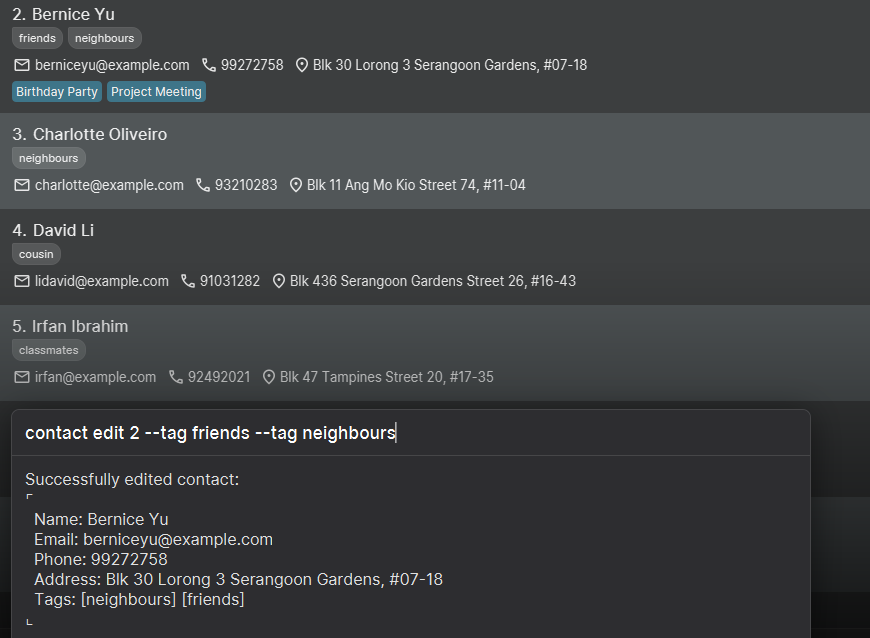 2. Bernice Yu
friends neighbours
berniceyu@example.com 99272758 Blk 30 Lorong 3 Serangoon Gardens, #07-18
Birthday Party Project Meeting
3. Charlotte Oliveiro
neighbours
charlotte@example.com 93210283 Blk 11 Ang Mo Kio Street 74, #11-04
4. David Li
cousin
lidavid@example.com 91031282 Blk 436 Serangoon Gardens Street 26, #16-43
5. Irfan Ibrahim
classmates
irfan@example.com 92492021 Blk 47 Tampines Street 20, #17-35
contact edit 2 --tag friends --tag neighbours
Successfully edited contact:
⌜
Name: Bernice Yu
Email: berniceyu@example.com
Phone: 99272758
Address: Blk 30 Lorong 3 Serangoon Gardens, #07-18
Tags: [neighbours] [friends]
⌞